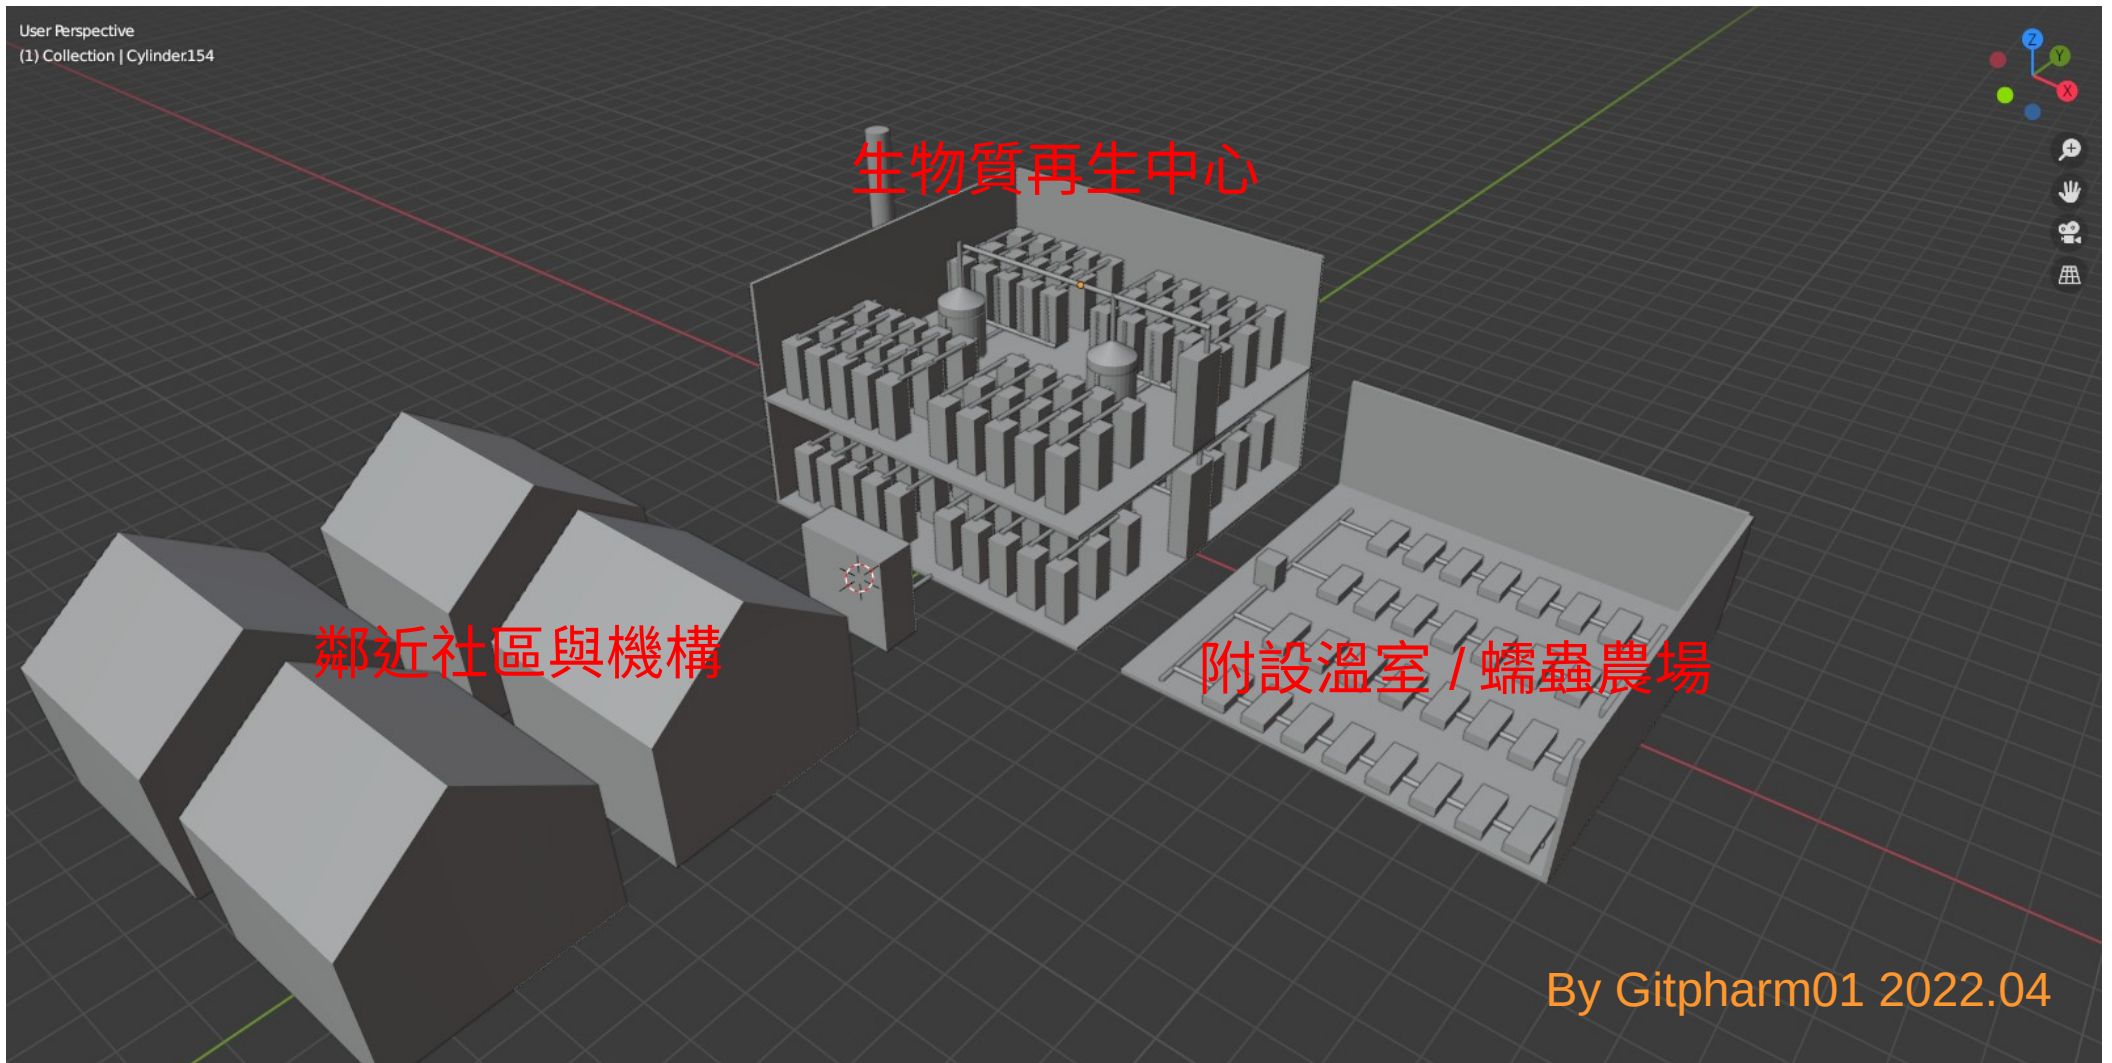 User Perspective
(1) Collection | Cylinder.154
Z
Y
X
生物質再生中心
鄰近社區與機構
附設溫室 / 蠕蟲農場
By Gitpharm01 2022.04